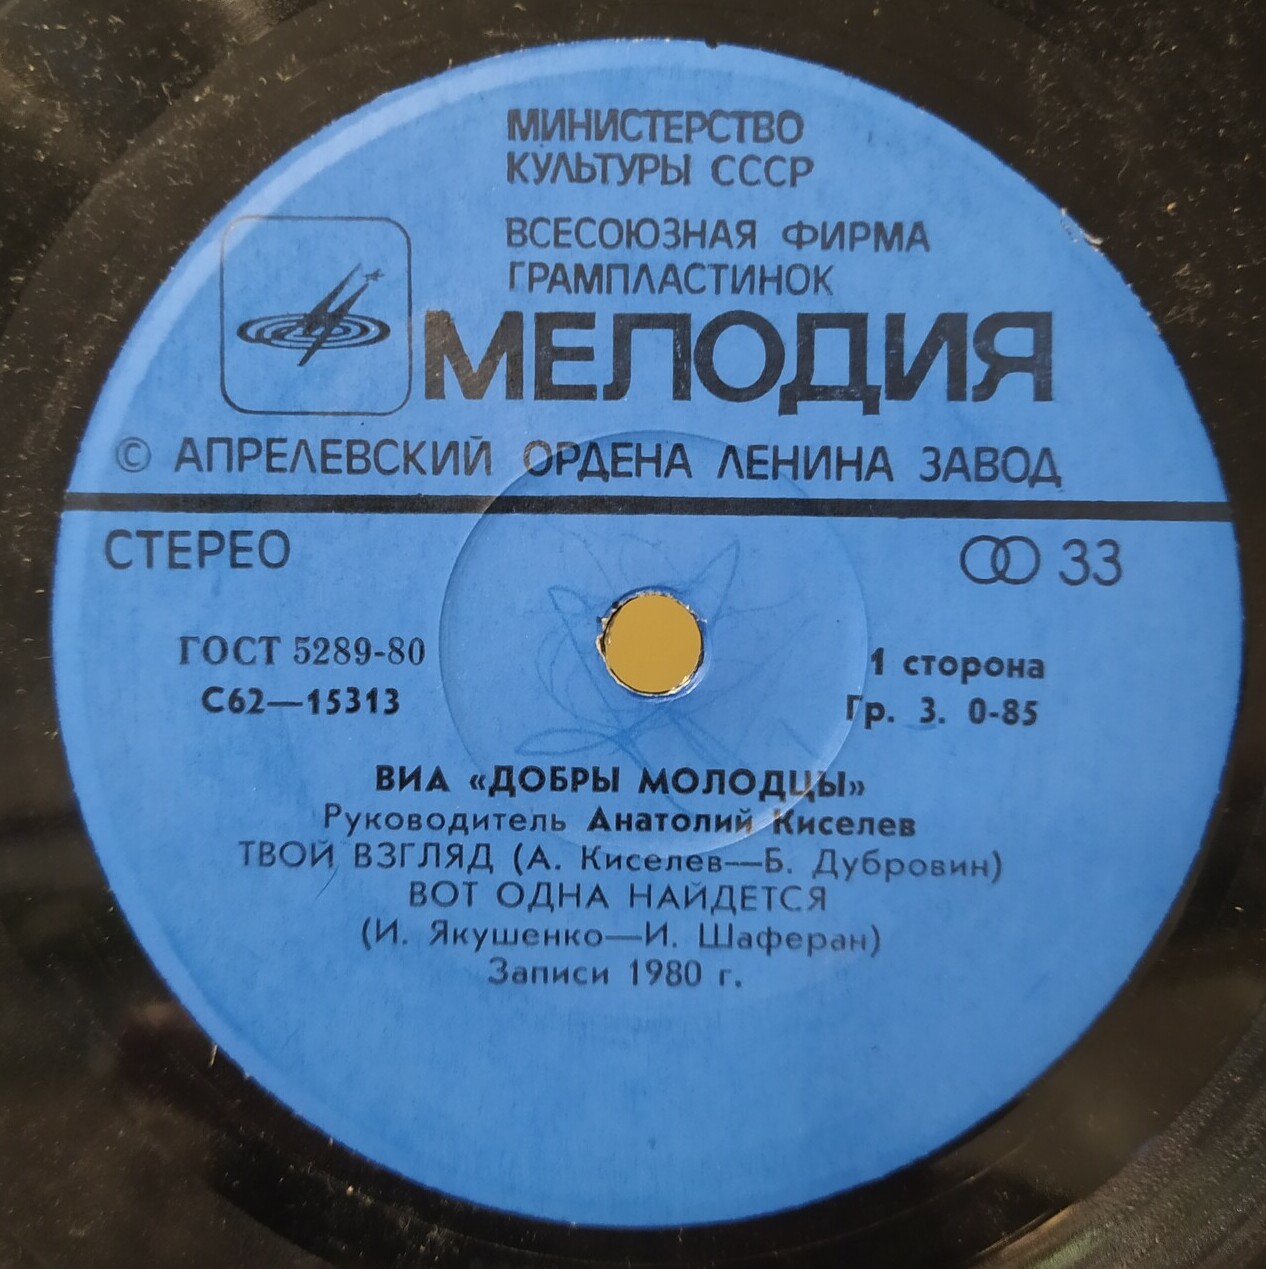 МИНИСТЕРСТВО
КУЛЬТУРЫ СССР
ВСЕСОЮЗНАЯ ФИРМА
ГРАМПЛАСТИНОК
МЕЛОДИЯ
© АПРЕЛЕВСКИЙ ОРДЕНА ЛЕНИНА ЗАВОД
СТЕРЕО
33
ГОСТ 5289-80
С62—15313
1 сторона
Гр. 3. 0-85
ВИА «ДОБРЫ МОЛОДЦЫ»
Руководитель Анатолий Киселев
ТВОЙ ВЗГЛЯД (А. Киселев—Б. Дубровин)
ВОТ ОДНА НАЙДЕТСЯ
(И. Якушенко—И. Шаферан)
Записи 1980 г.